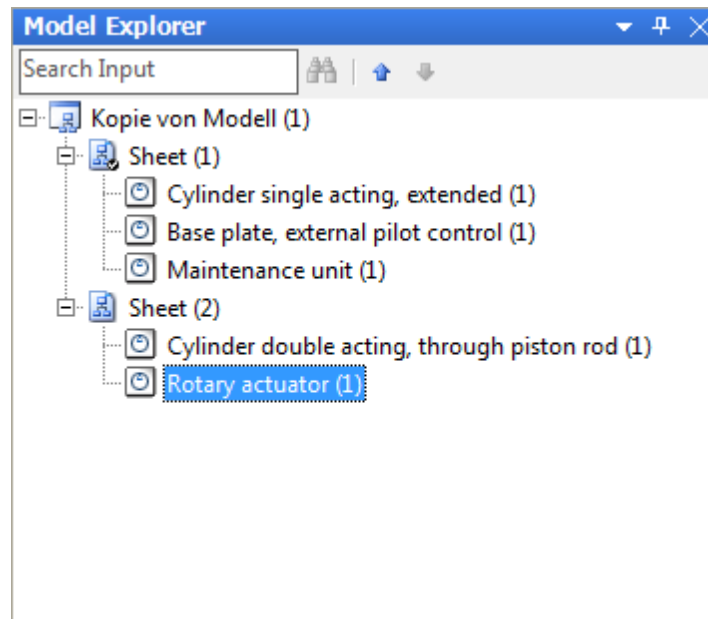 Model Explorer
Search Input
Kopie von Modell (1)
Sheet (1)
Cylinder single acting, extended (1)
Base plate, external pilot control (1)
Maintenance unit (1)
Sheet (2)
Cylinder double acting, through piston rod (1)
Rotary actuator (1)